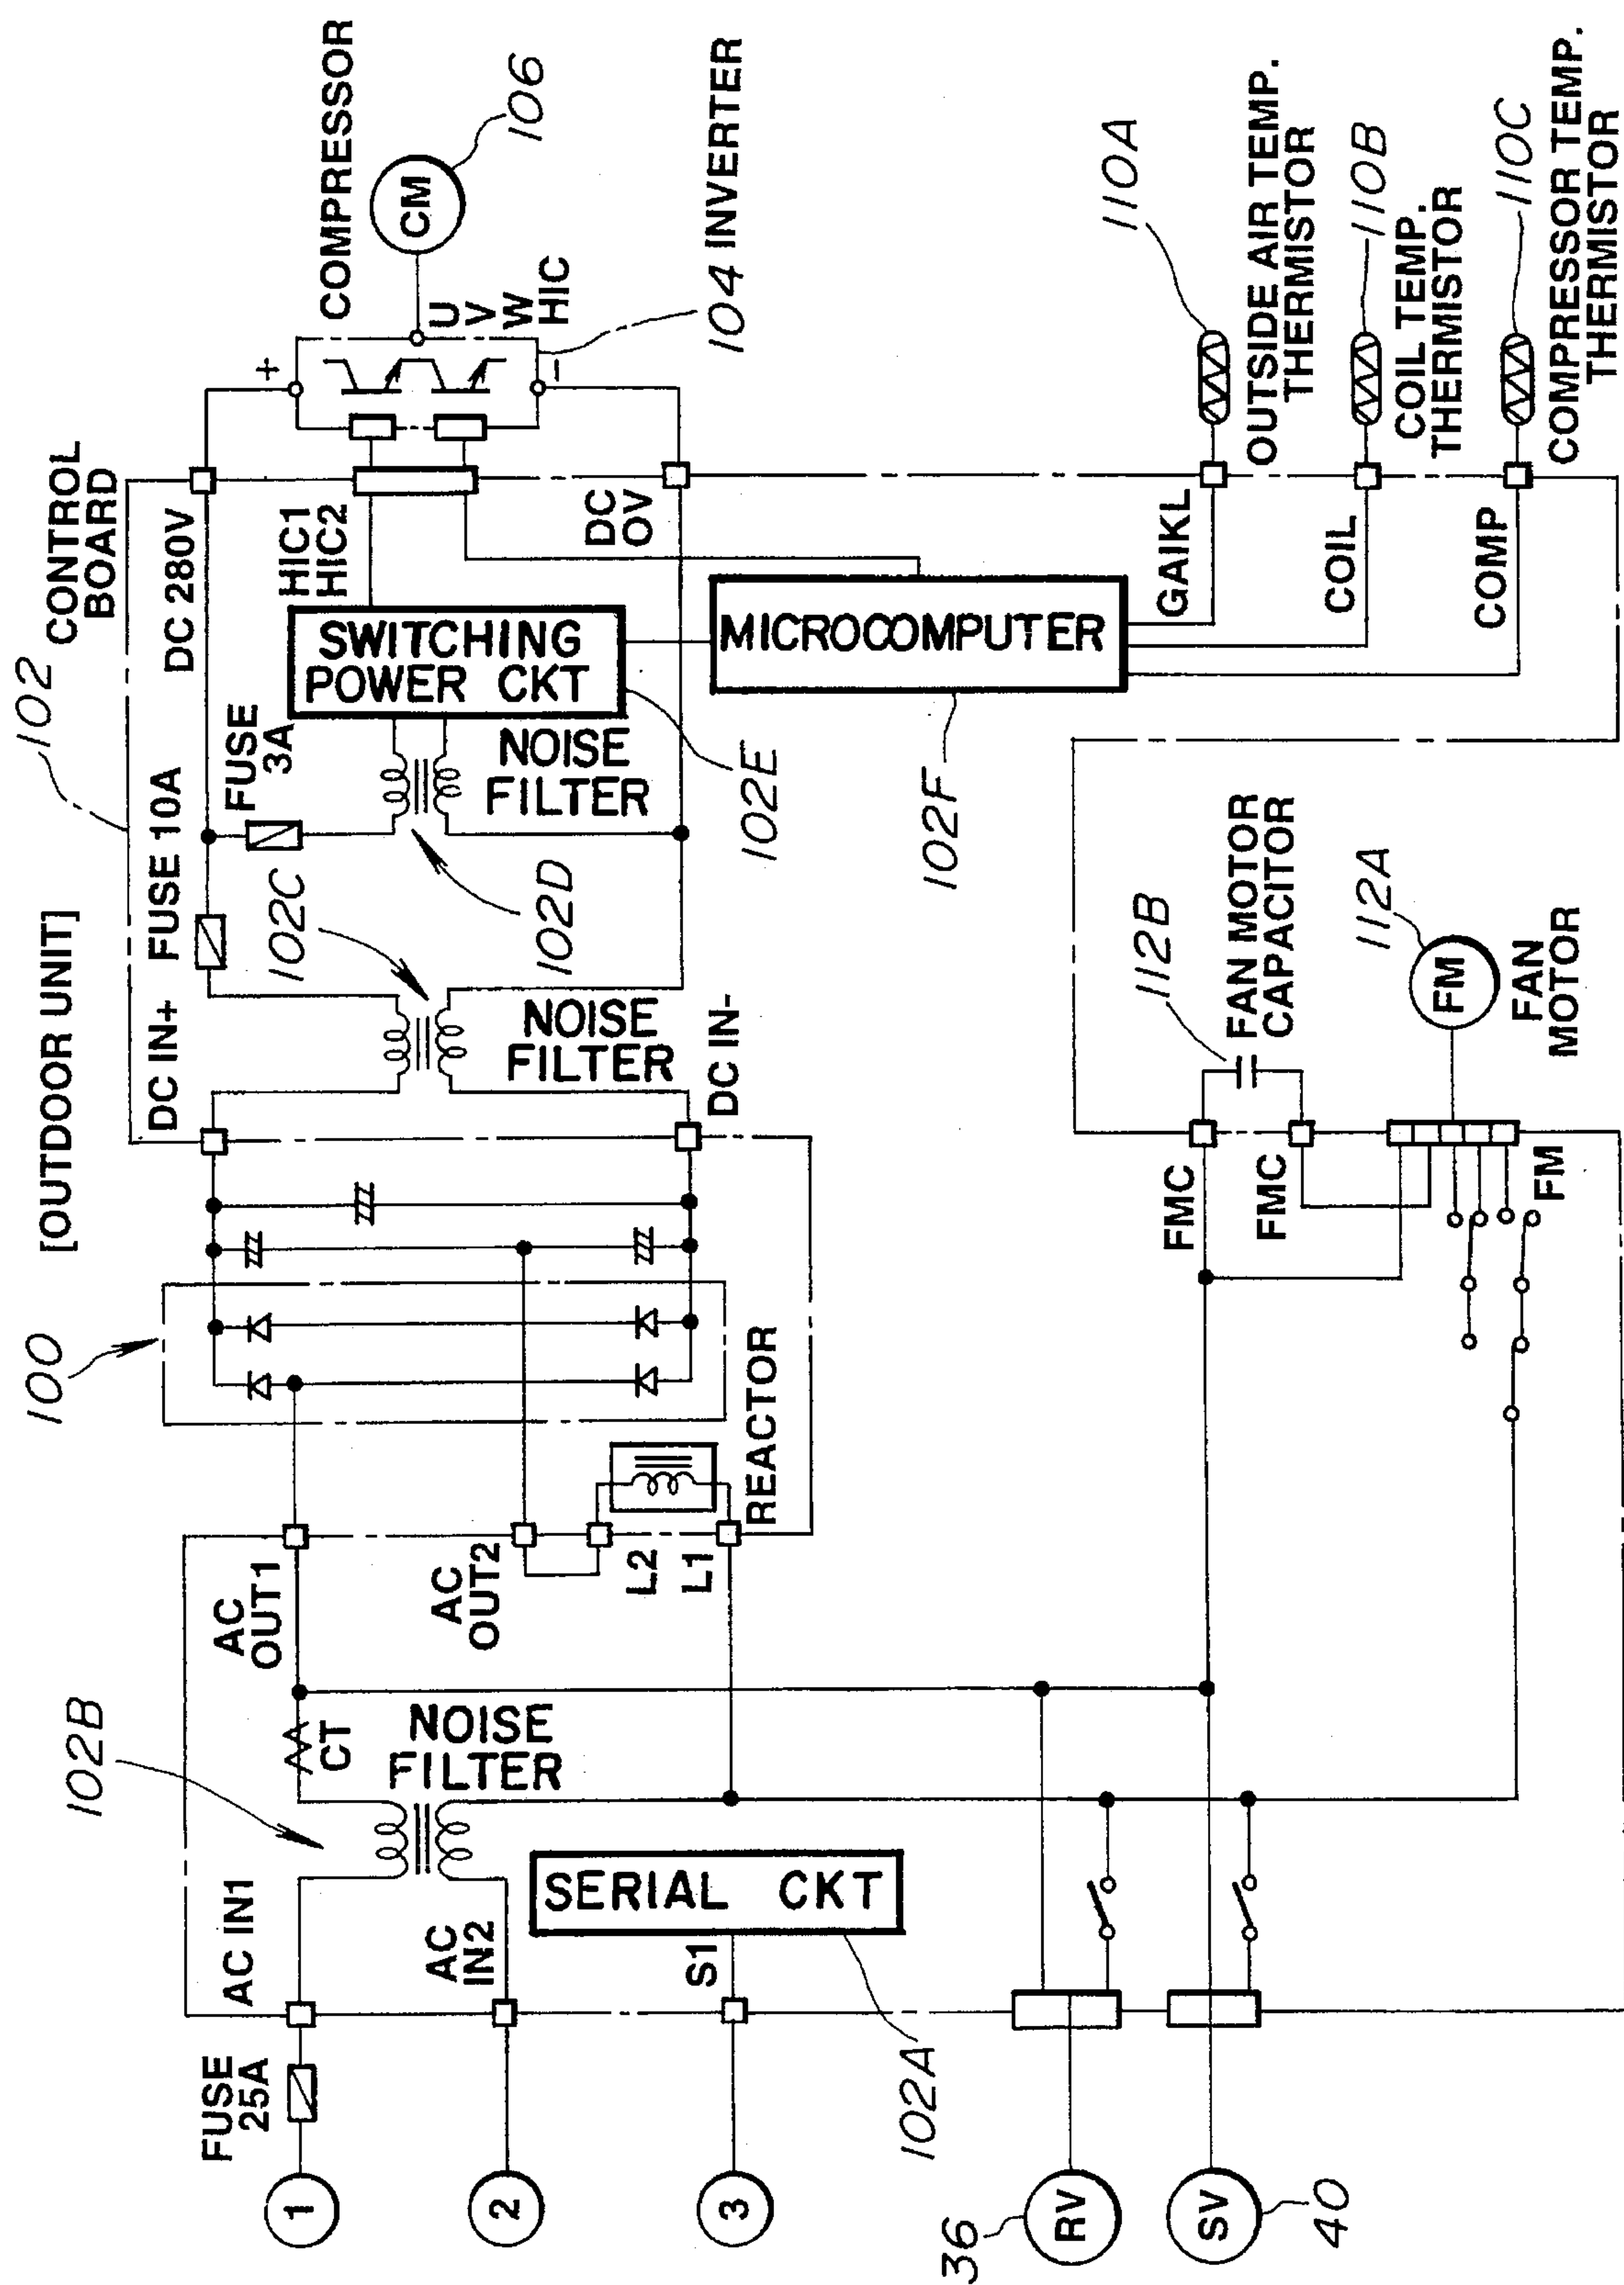 [OUTDOOR UNIT]
102
CONTROL
BOARD
100
DC IN+
FUSE 10A
DC 280V
FUSE
3A
HIC1
HIC2
+
COMPRESSOR
CM
106
U
V
W
HIC
−
104 INVERTER
102B
FUSE
25A
AC IN1
1
CT
AC
OUT1
NOISE
FILTER
AC
IN2
2
AC
OUT2
L2
L1
REACTOR
102C
NOISE
FILTER
DC IN-
102D
NOISE
FILTER
SWITCHING
POWER CKT
102E
DC
OV
SERIAL CKT
S1
3
102A
MICROCOMPUTER
102F
110A
GAIKL
OUTSIDE AIR TEMP.
THERMISTOR
110B
COIL
COIL TEMP.
THERMISTOR
110C
COMP
COMPRESSOR TEMP.
THERMISTOR
36
RV
SV
40
FMC
FMC
112B
FAN MOTOR
CAPACITOR
112A
FM
FM
FAN
MOTOR